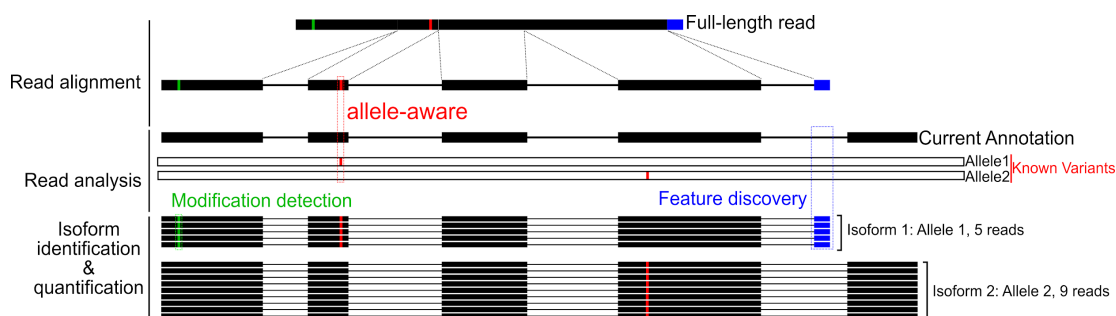 Full-length read
Read alignment
allele-aware
Current Annotation
Allele1
Known Variants
Allele2
Read analysis
Modification detection
Feature discovery
Isoform
identification
&
quantification
Isoform 1: Allele 1, 5 reads
Isoform 2: Allele 2, 9 reads